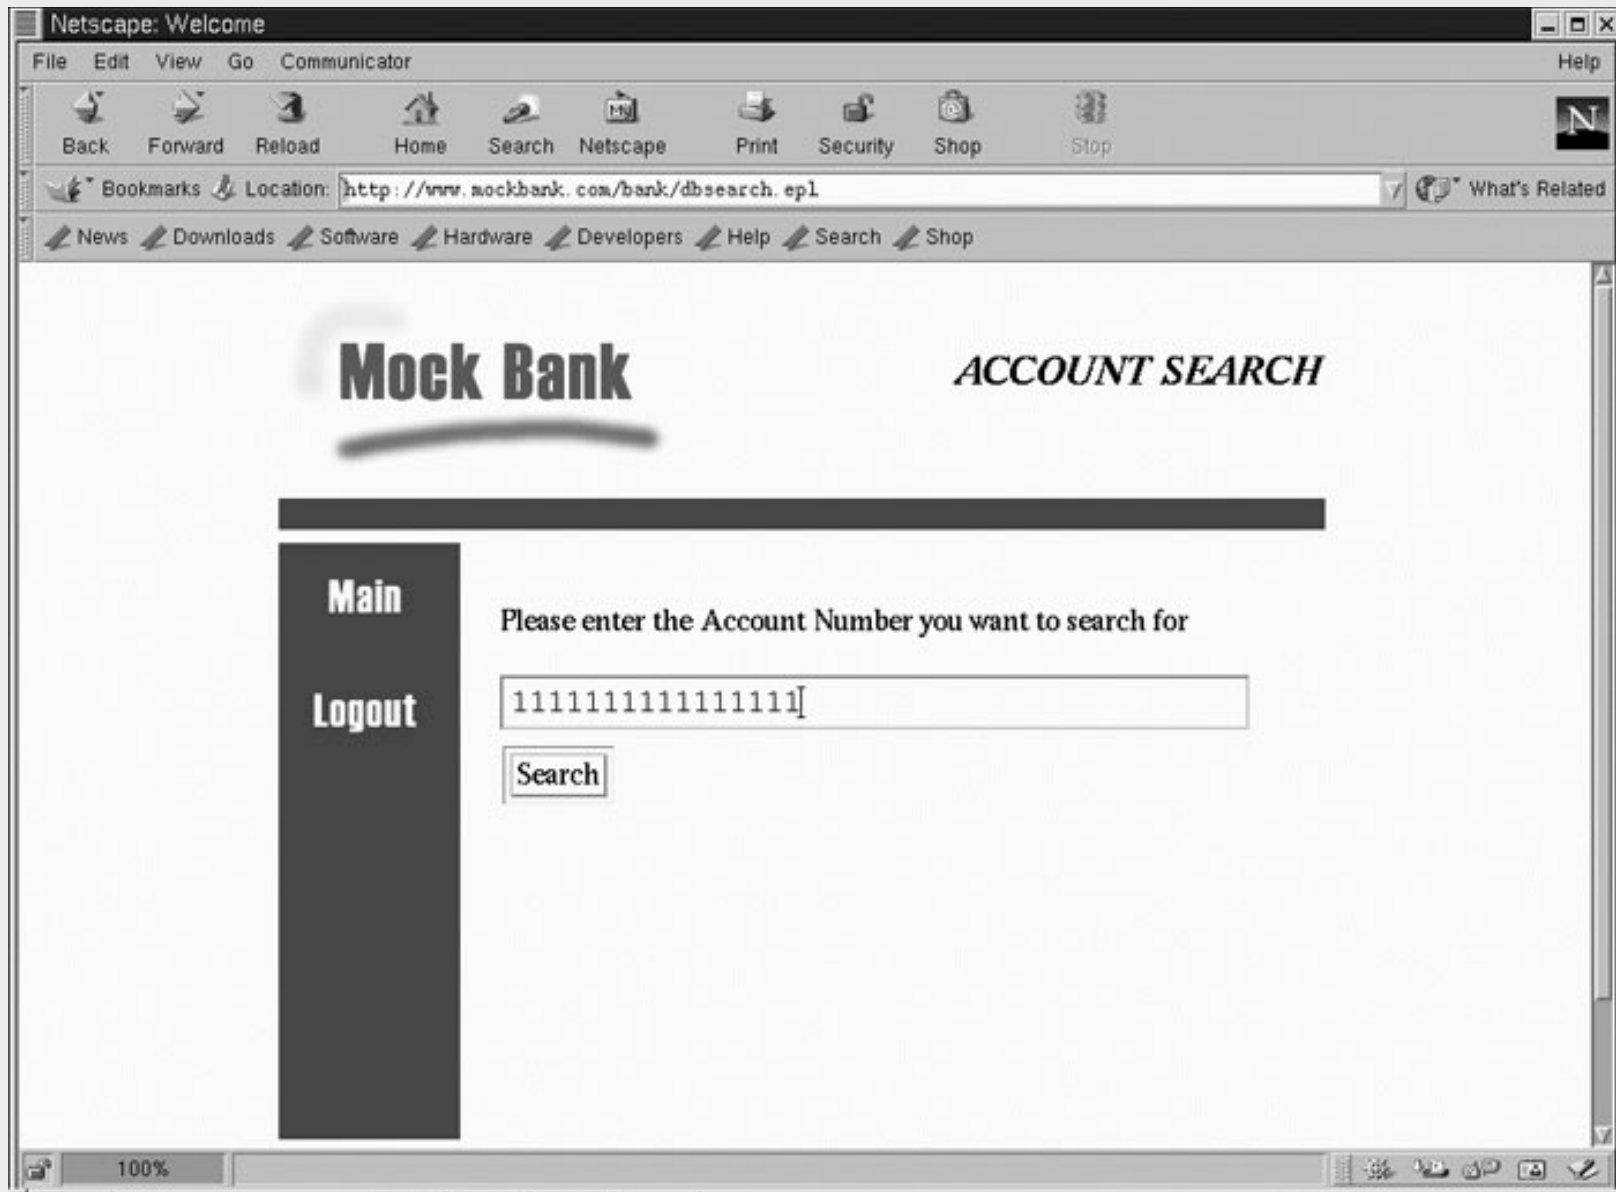 Netscape: Welcome
File Edit View Go Communicator Help
My N
Back Forward Reload Home Search Netscape Print Security Shop Stop
Bookmarks Location: http://www.mockbank.com/bank/dbsearch.epl What's Related
News Downloads Software Hardware Developers Help Search Shop
Mock Bank ACCOUNT SEARCH
Main
Please enter the Account Number you want to search for
Logout 1111111111111111
Search
100%